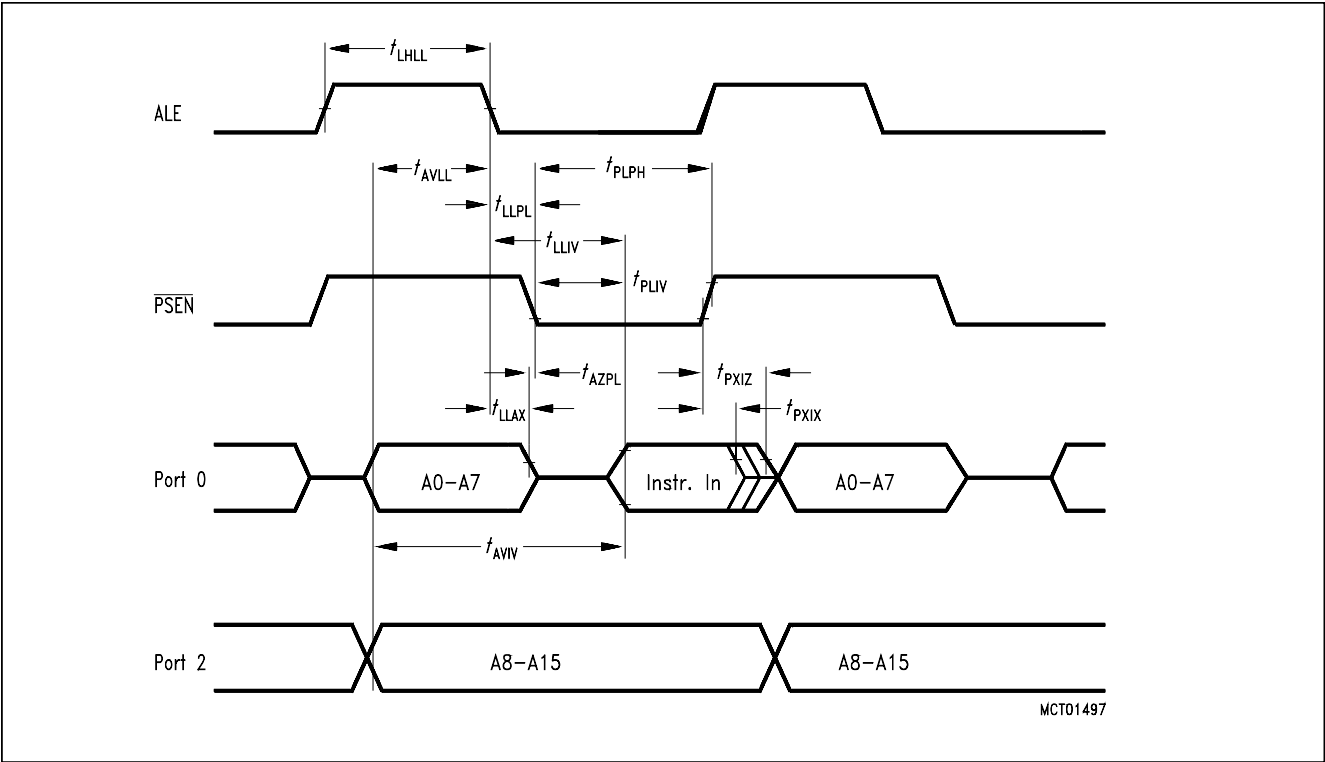 tLHLL
ALE
tAVLL
tPLPH
tLLPL
tLLIV
tPLIV
PSEN
tAZPL
tPXIZ
tLLAX
tPXIX
Port 0
A0-A7
Instr. In
A0-A7
tAVIV
Port 2
A8-A15
A8-A15
MCT01497